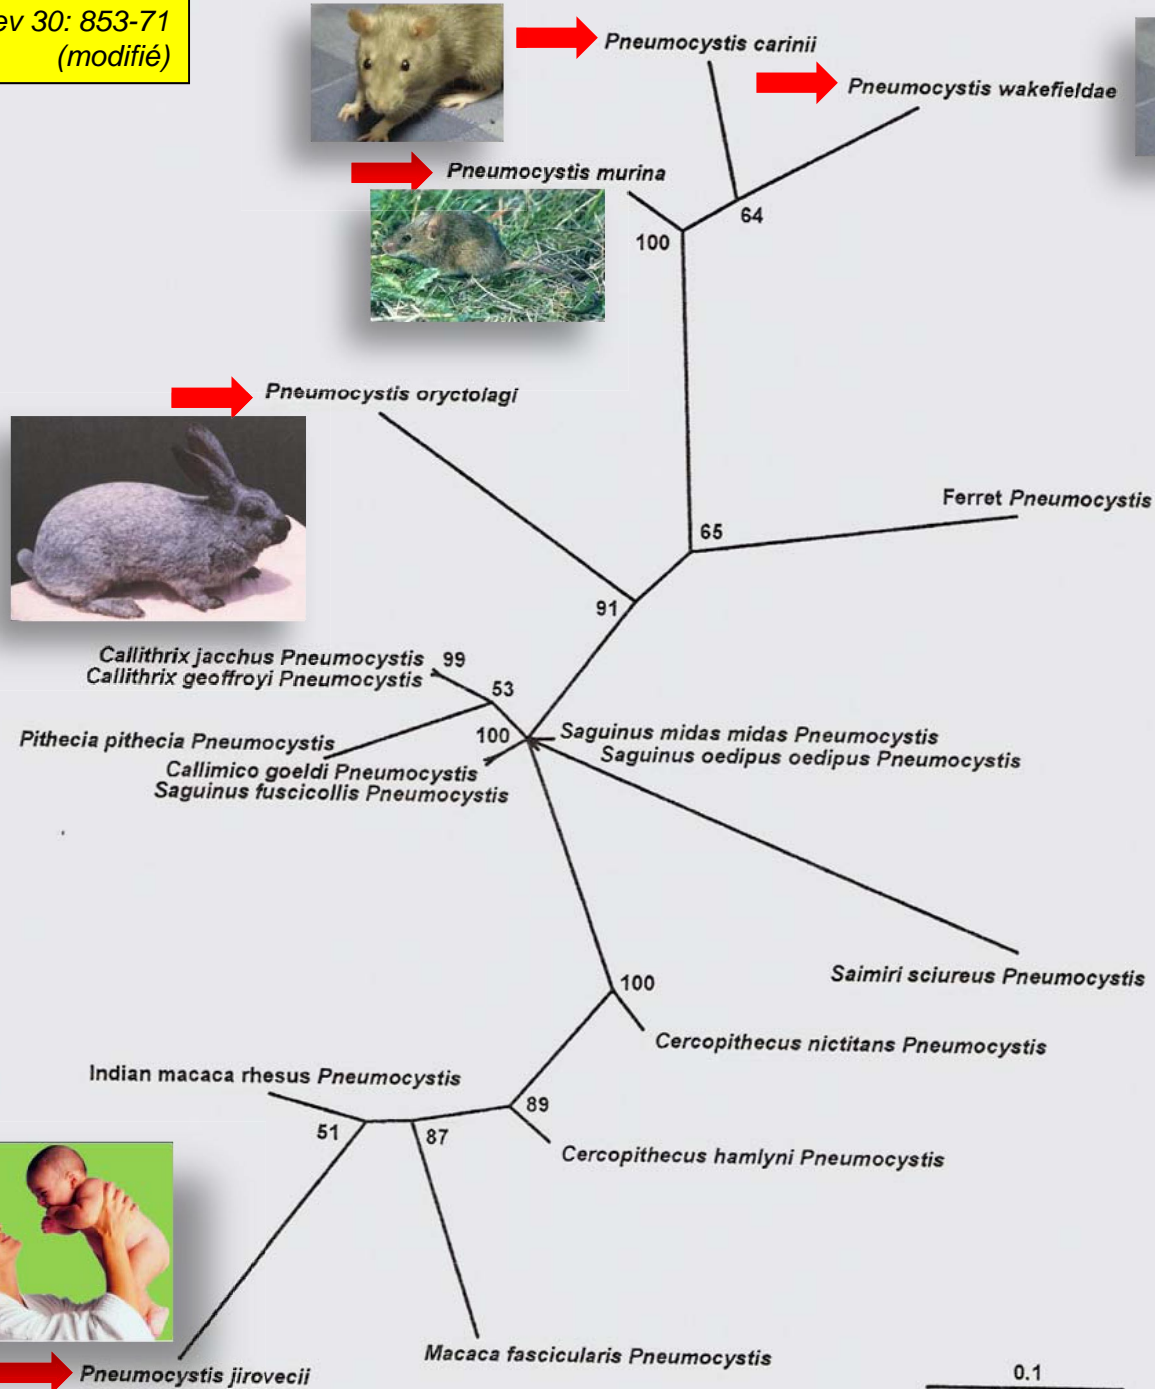 ev 30: 853-71
(modifié)
Pneumocystis carinii
Pneumocystis wakefieldae
Pneumocystis murina
64
100
Pneumocystis oryctolagi
Ferret Pneumocystis
65
91
Callithrix jacchus Pneumocystis 99
Callithrix geoffroyi Pneumocystis
53
100
Saguinus midas midas Pneumocystis
Pithecia pithecia Pneumocystis
Saguinus oedipus oedipus Pneumocystis
Callimico goeldi Pneumocystis
Saguinus fuscicollis Pneumocystis
Saimiri sciureus Pneumocystis
100
Cercopithecus nictitans Pneumocystis
Indian macaca rhesus Pneumocystis
89
51
87
Cercopithecus hamlyni Pneumocystis
Macaca fascicularis Pneumocystis
Pneumocystis jirovecii
0.1